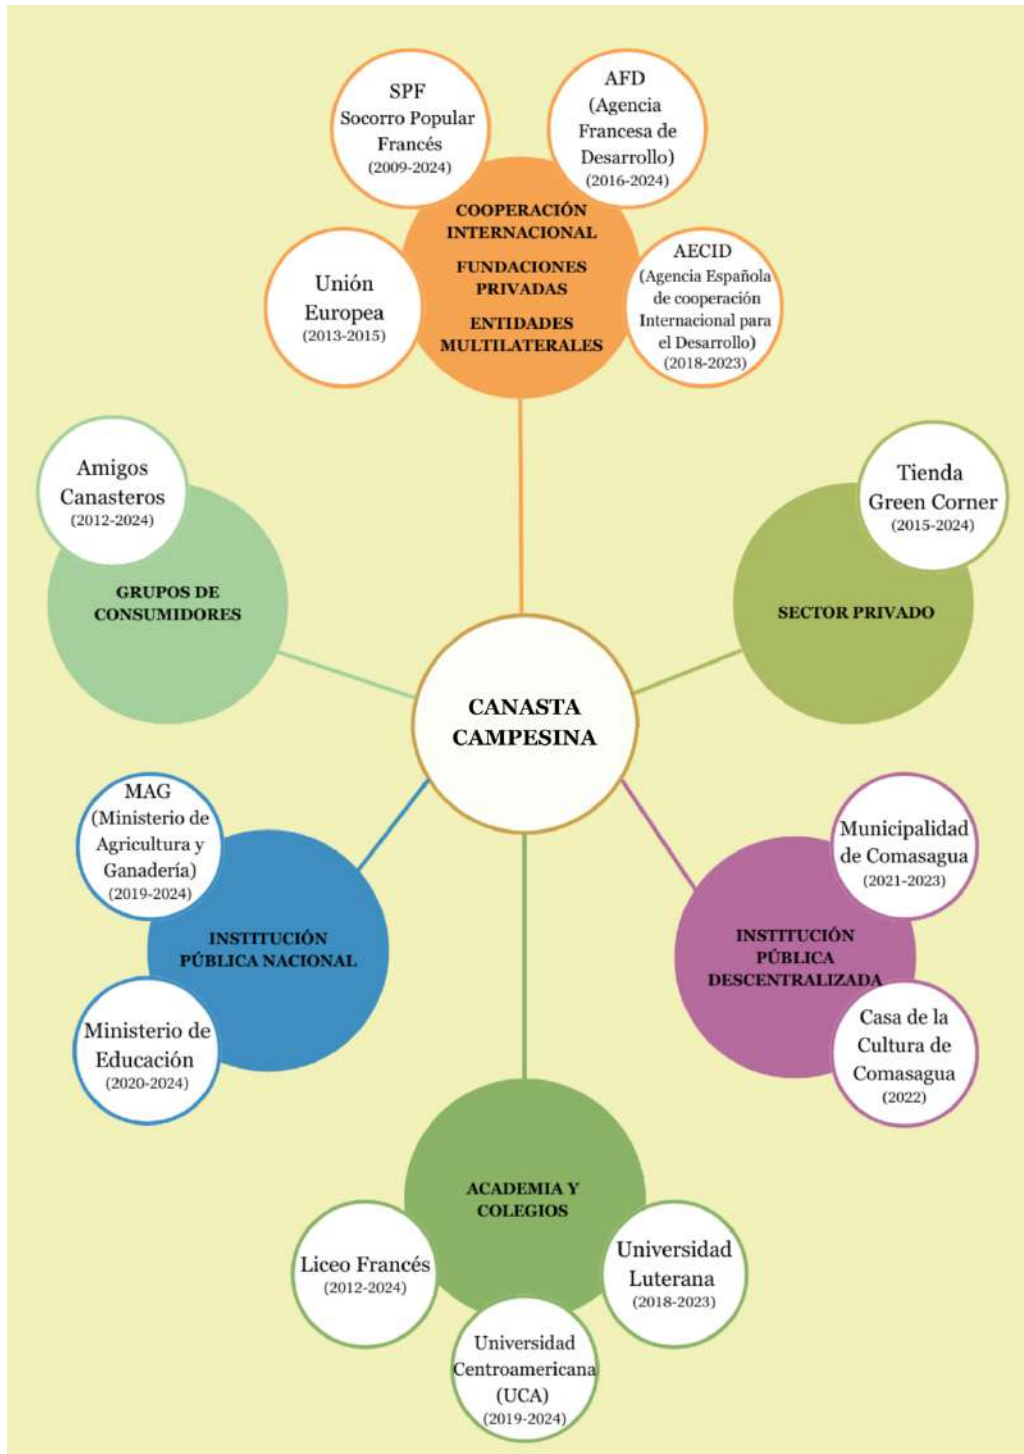 SPF
Socorro Popular
Francés
(2009-2024)
AFD
(Agencia
Francesa de
Desarrollo)
(2016-2024)
COOPERACIÓN
INTERNACIONAL
FUNDACIONES
PRIVADAS
ENTIDADES
MULTILATERALES
Unión
Europea
(2013-2015)
AECID
(Agencia Española
de cooperación
Internacional para
el Desarrollo)
(2018-2023)
Amigos
Canasteros
(2012-2024)
GRUPOS DE
CONSUMIDORES
Tienda
Green Corner
(2015-2024)
SECTOR PRIVADO
CANASTA
CAMPESINA
MAG
(Ministerio de
Agricultura y
Ganadería)
(2019-2024)
INSTITUCIÓN
PÚBLICA NACIONAL
Ministerio de
Educación
(2020-2024)
Municipalidad
de Comasagua
(2021-2023)
INSTITUCIÓN
PÚBLICA
DESCENTRALIZADA
Casa de la
Cultura de
Comasagua
(2022)
ACADEMIA Y
COLEGIOS
Liceo Francés
(2012-2024)
Universidad
Centroamericana
(UCA)
(2019-2024)
Universidad
Luterana
(2018-2023)